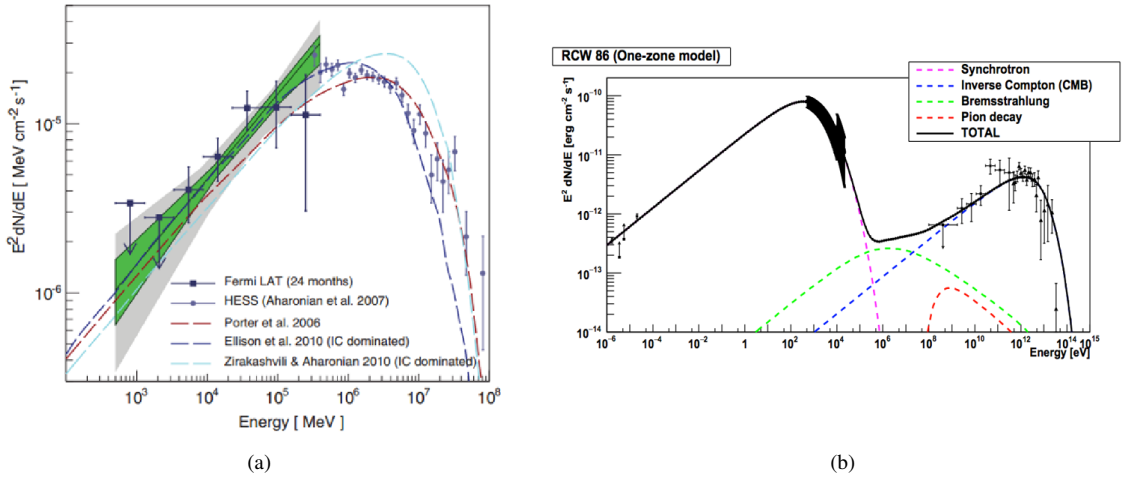 E²dN/dE [ MeV cm⁻² s⁻¹ ]
10⁻⁵
10⁻⁶
Fermi LAT (24 months)
HESS (Aharonian et al. 2007)
Porter et al. 2006
Ellison et al. 2010 (IC dominated)
Zirakashvili & Aharonian 2010 (IC dominated)
10³ 10⁴ 10⁵ 10⁶ 10⁷ 10⁸
Energy [ MeV ]
(a)
RCW 86 (One-zone model)
E² dN/dE [erg cm⁻² s⁻¹]
10⁻⁹
10⁻¹⁰
10⁻¹¹
10⁻¹²
10⁻¹³
10⁻¹⁴
Synchrotron
Inverse Compton (CMB)
Bremsstrahlung
Pion decay
TOTAL
10⁻⁶ 10⁻⁴ 10⁻² 1 10² 10⁴ 10⁶ 10⁸ 10¹⁰ 10¹² 10¹⁴ 10¹⁵
Energy [eV]
(b)